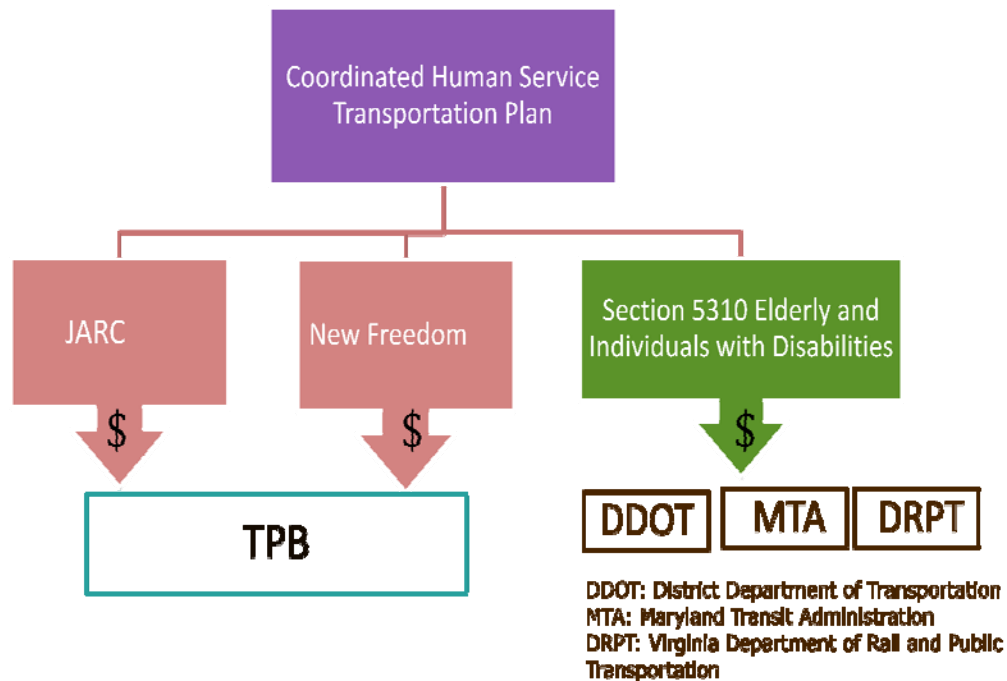 Coordinated Human Service
Transportation Plan
JARC
New Freedom
Section 5310 Elderly and
Individuals with Disabilities
$
$
$
TPB
DDOT
MTA
DRPT
DDOT: District Department of Transportation
MTA: Maryland Transit Administration
DRPT: Virginia Department of Rail and Public
Transportation